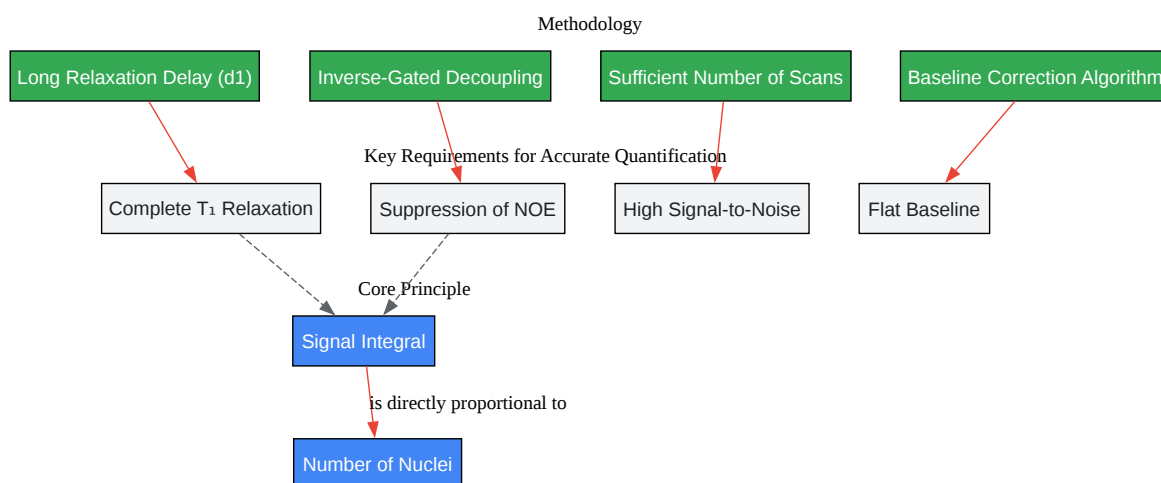 Methodology
Long Relaxation Delay (d1)
Inverse-Gated Decoupling
Sufficient Number of Scans
Baseline Correction Algorithm
Key Requirements for Accurate Quantification
Complete T₁ Relaxation
Suppression of NOE
High Signal-to-Noise
Flat Baseline
Core Principle
Signal Integral
is directly proportional to
Number of Nuclei